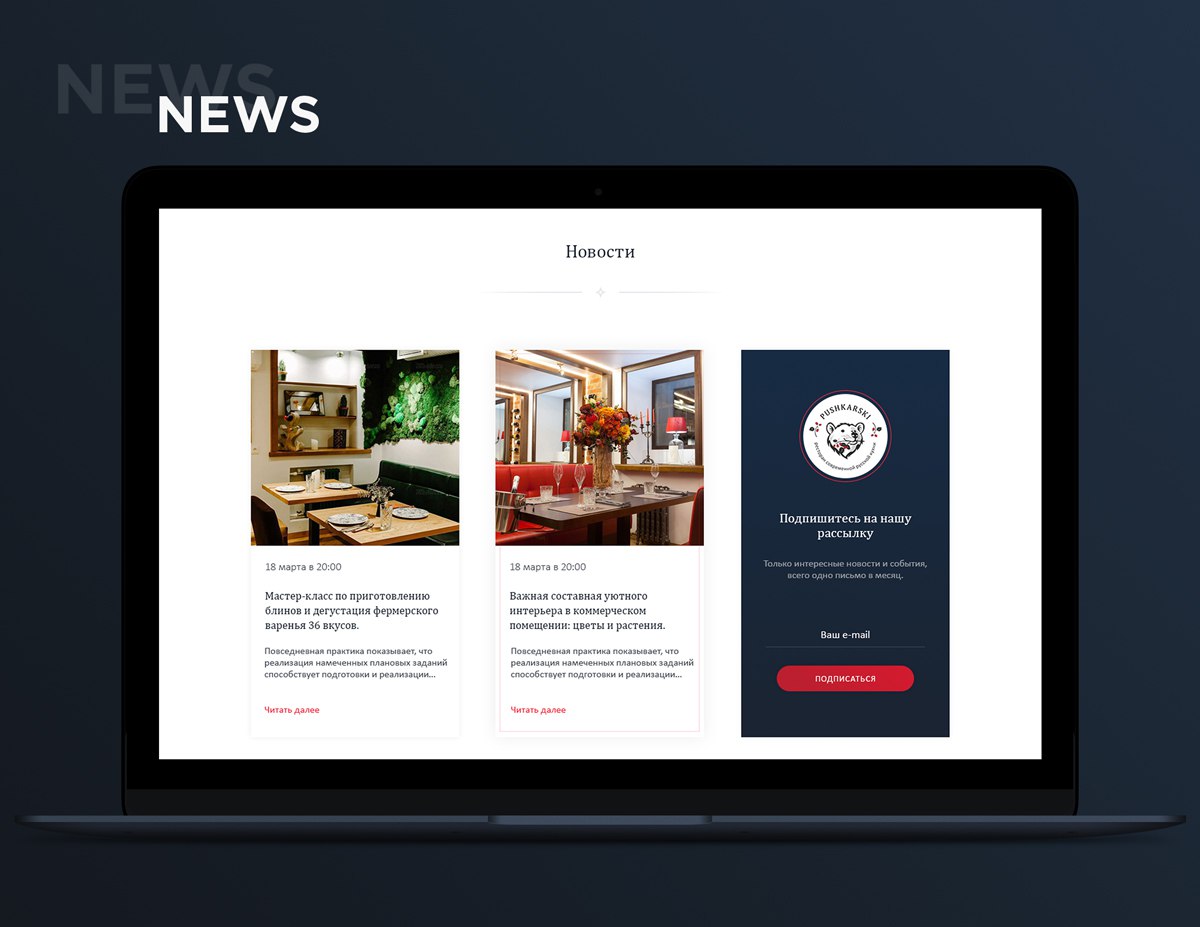 NEWS
NEWS
Новости
18 марта в 20:00
Мастер-класс по приготовлению
блинов и дегустация фермерского
варенья 36 вкусов.
Повседневная практика показывает, что
реализация намеченных плановых заданий
способствует подготовки и реализации...
Читать далее
18 марта в 20:00
Важная составная уютного
интерьера в коммерческом
помещении: цветы и растения.
Повседневная практика показывает, что
реализация намеченных плановых заданий
способствует подготовки и реализации...
Читать далее
PUSHKARSKI
ресторан современной русской кухни
Подпишитесь на нашу
рассылку
Только интересные новости и события,
всего одно письмо в месяц.
Ваш e-mail
ПОДПИСАТЬСЯ